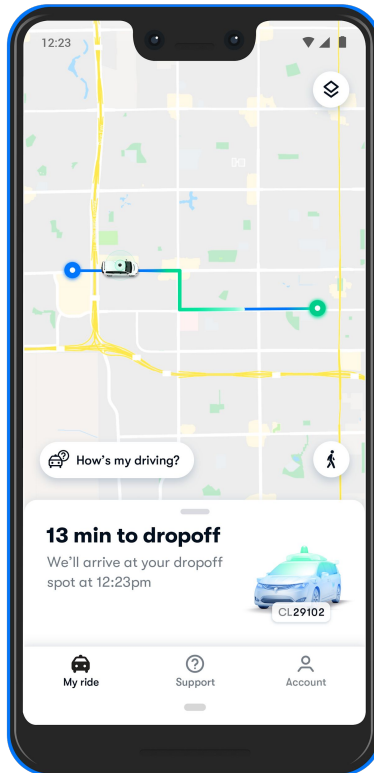 12:23
How's my driving?
13 min to dropoff
We'll arrive at your dropoff
spot at 12:23pm
CL29102
My ride
Support
Account